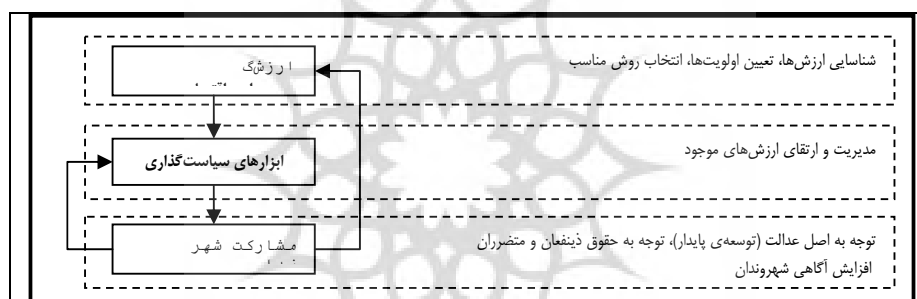 شناسایی ارزش‌ها، تعیین اولویت‌ها، انتخاب روش مناسب
ارزش‌گ
مدیریت و ارتقای ارزش‌های موجود
ابزارهای سیاست‌گذاری
توجه به اصل عدالت (توسعه‌ی پایدار)، توجه به حقوق ذینفعان و متضرران
افزایش آگاهی شهروندان
مشارکت شهر